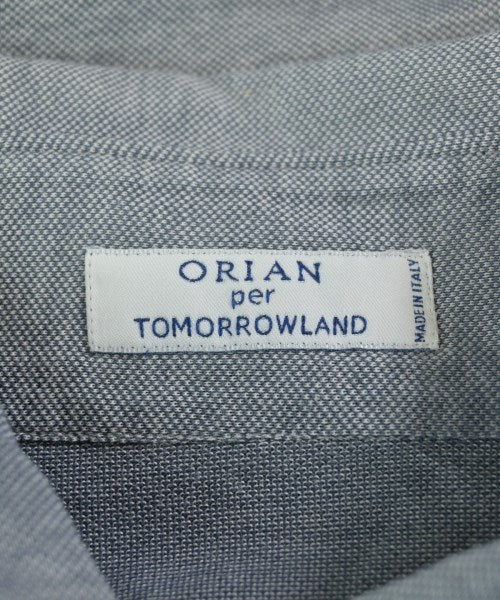 ORIAN
per
TOMORROWLAND
MADE IN ITALY